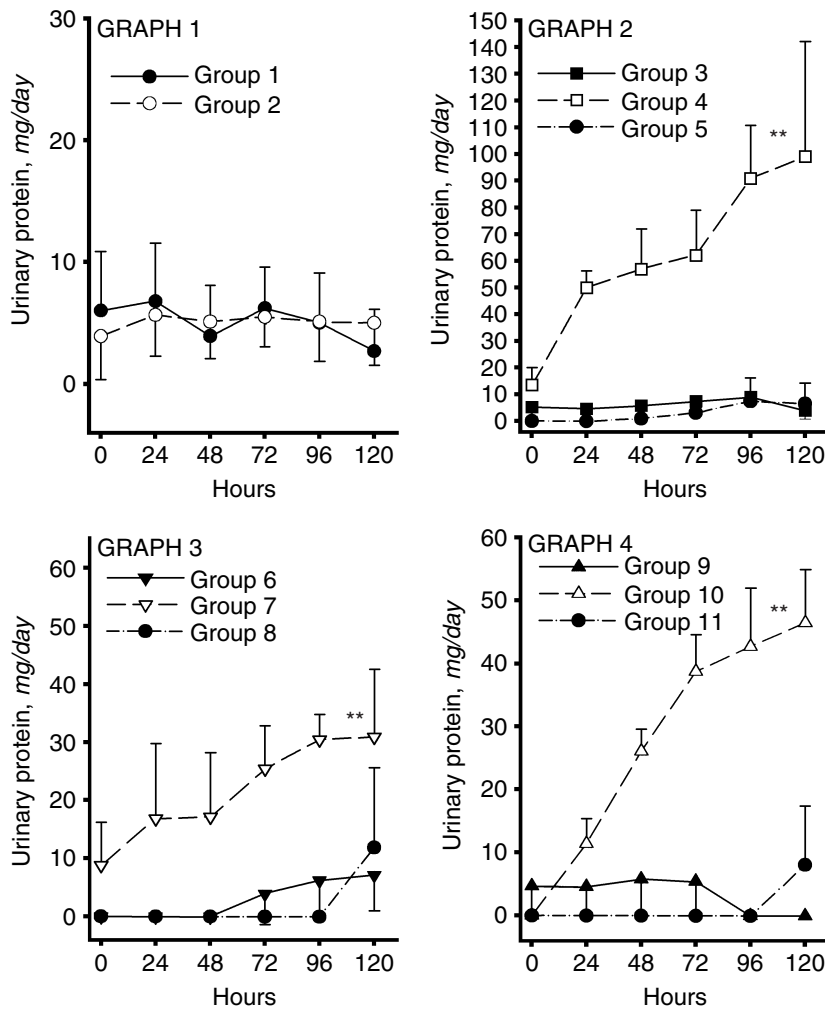 GRAPH 1
Group 1
Group 2
Urinary protein, mg/day
30
20
10
0
0 24 48 72 96 120
Hours
GRAPH 2
Group 3
Group 4
Group 5
Urinary protein, mg/day
150
140
130
120
110
100
90
80
70
60
50
40
30
20
10
0
**
0 24 48 72 96 120
Hours
GRAPH 3
Group 6
Group 7
Group 8
Urinary protein, mg/day
60
50
40
30
20
10
0
**
0 24 48 72 96 120
Hours
GRAPH 4
Group 9
Group 10
Group 11
Urinary protein, mg/day
60
50
40
30
20
10
0
**
0 24 48 72 96 120
Hours